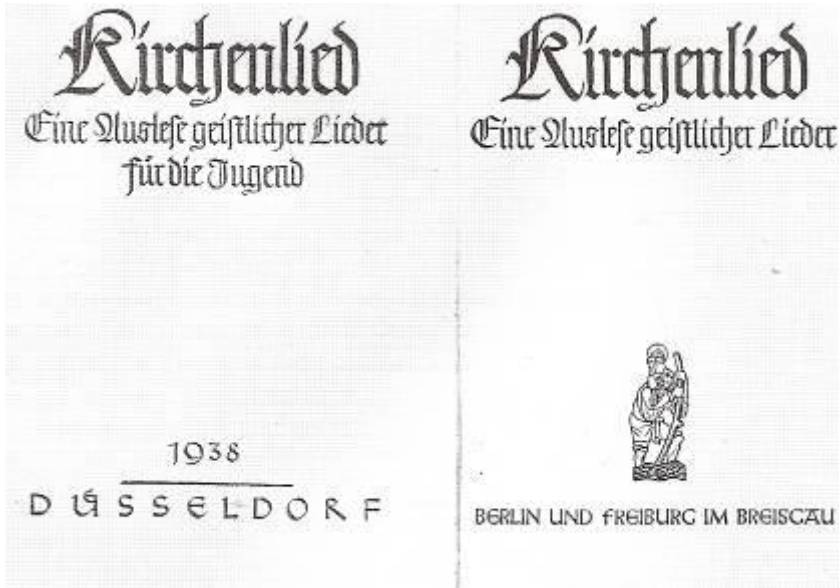 Kirchenlied
Eine Auslese geistlicher Lieder
für die Jugend
1938
DÜSSELDORF
Kirchenlied
Eine Auslese geistlicher Lieder
BERLIN UND FREIBURG IM BREISGAU